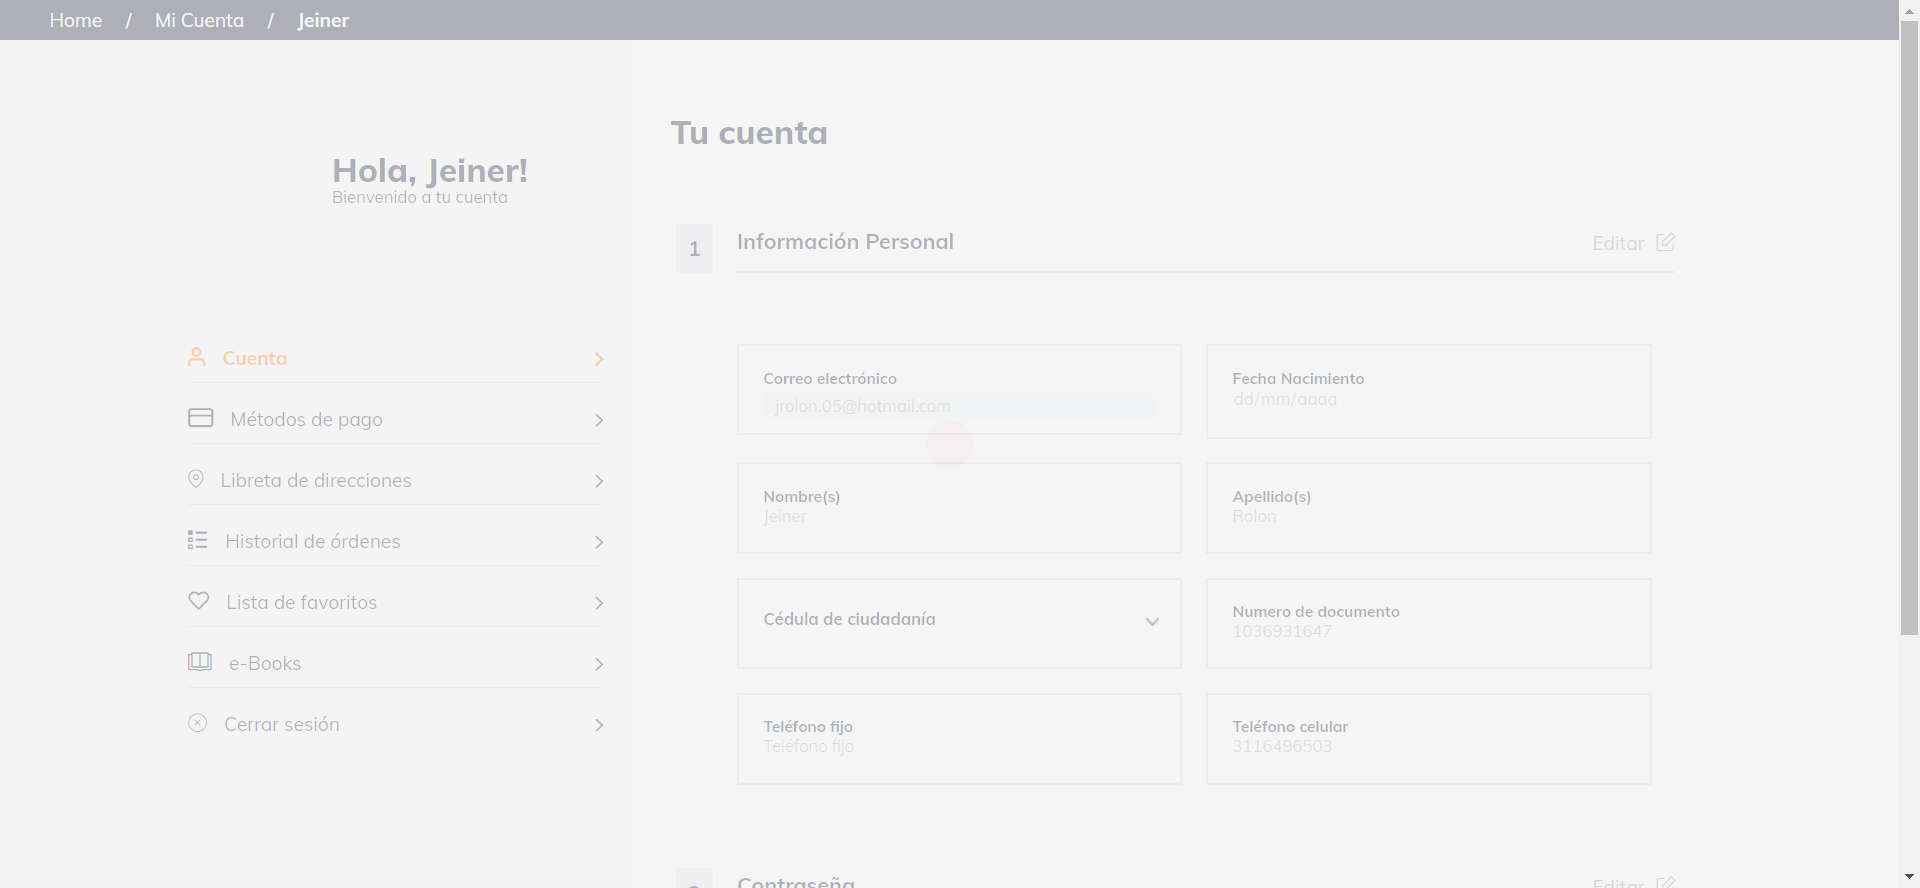 Home / Mi Cuenta / Jeiner
Hola, Jeiner!
Bienvenido a tu cuenta
Cuenta
Métodos de pago
Libreta de direcciones
Historial de órdenes
Lista de favoritos
e-Books
Cerrar sesión
Tu cuenta
1 Información Personal Editar
Correo electrónico
jrolon.05@hotmail.com
Fecha Nacimiento
dd/mm/aaaa
Nombre(s)
Jeiner
Apellido(s)
Rolon
Cédula de ciudadanía
Numero de documento
1036931647
Teléfono fijo
Teléfono fijo
Teléfono celular
3116496503
Contraseña Editar